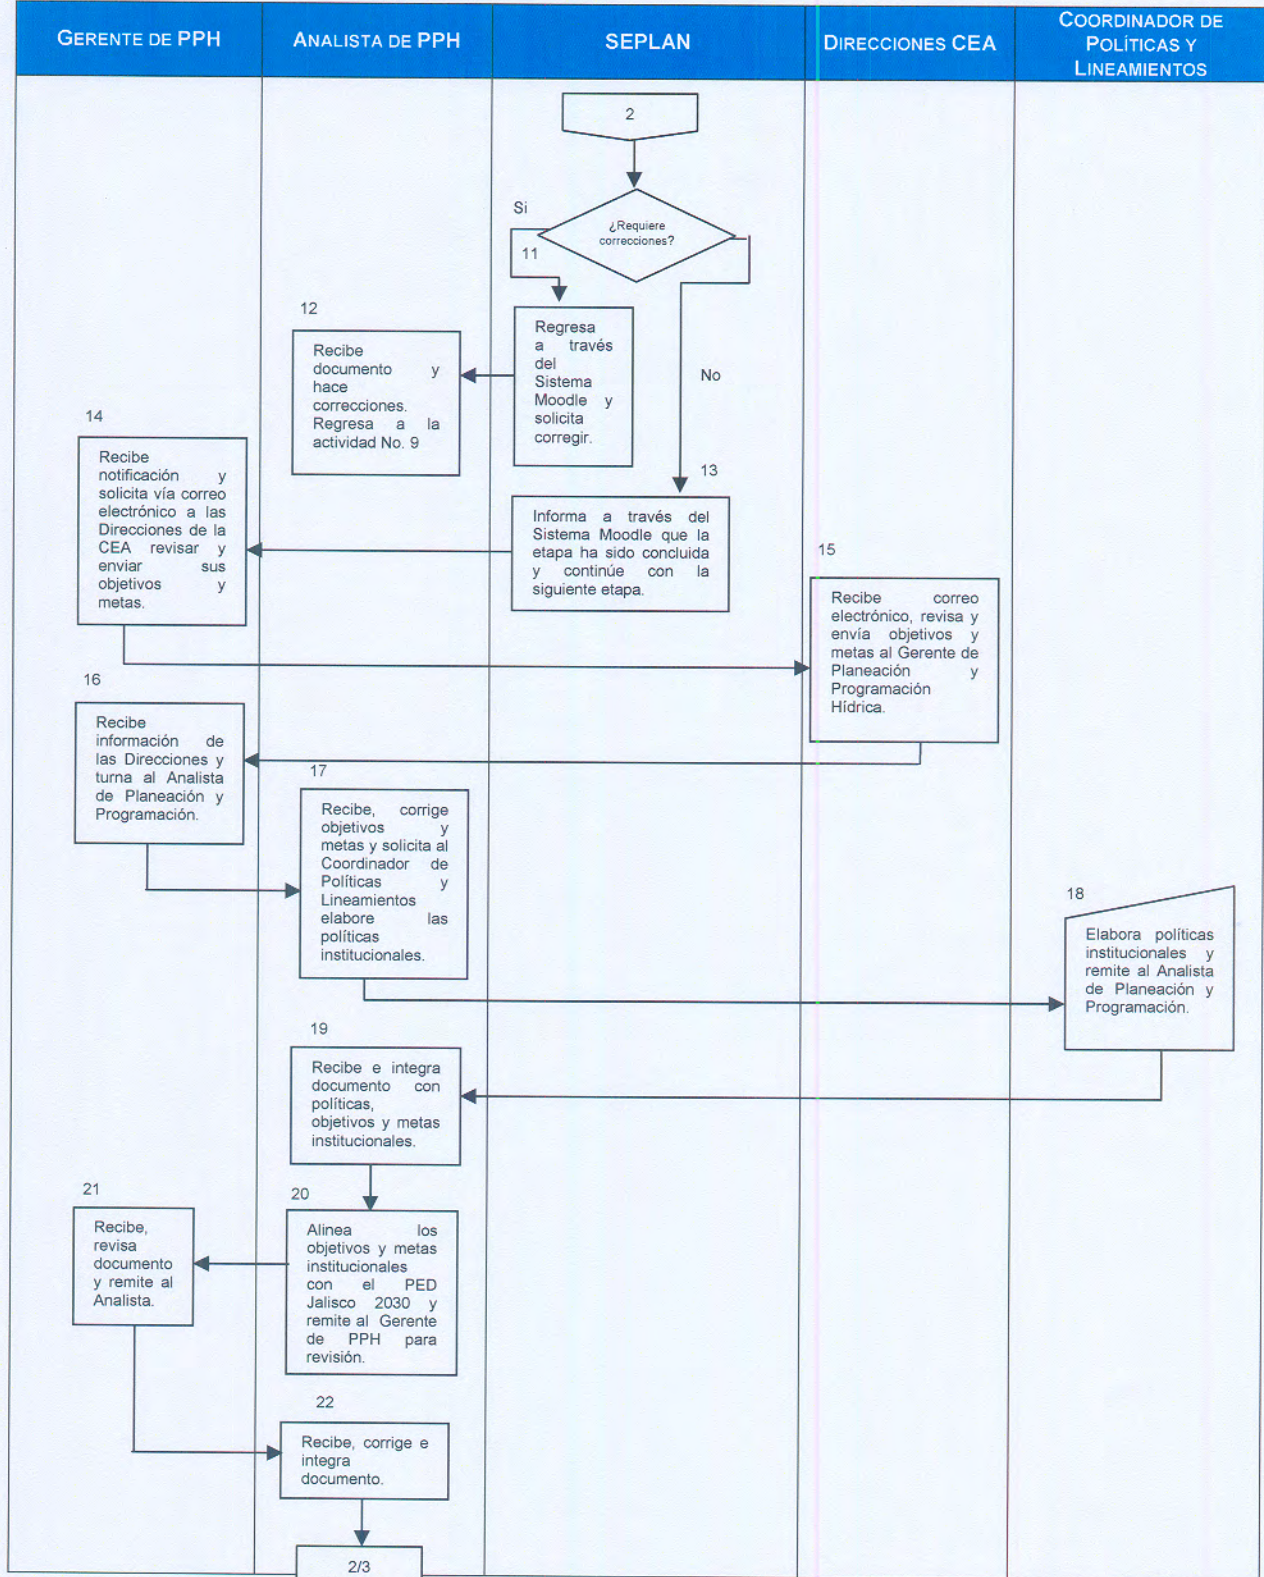 GERENTE DE PPH
ANALISTA DE PPH
SEPLAN
DIRECCIONES CEA
COORDINADOR DE
POLÍTICAS Y
LINEAMIENTOS
2
¿Requiere
correcciones?
Si
11
Regresa
a través
del
Sistema
Moodle y
solicita
corregir.
No
12
Recibe
documento y
hace
correcciones.
Regresa a la
actividad No. 9
13
Informa a través del
Sistema Moodle que la
etapa ha sido concluida
y continúe con la
siguiente etapa.
14
Recibe
notificación y
solicita vía correo
electrónico a las
Direcciones de la
CEA revisar y
enviar sus
objetivos y
metas.
15
Recibe correo
electrónico, revisa y
envía objetivos y
metas al Gerente de
Planeación y
Programación
Hídrica.
16
Recibe
información de
las Direcciones y
turna al Analista
de Planeación y
Programación.
17
Recibe, corrige
objetivos y
metas y solicita al
Coordinador de
Políticas y
Lineamientos
elabore las
políticas
institucionales.
18
Elabora políticas
institucionales y
remite al Analista
de Planeación y
Programación.
19
Recibe e integra
documento con
políticas,
objetivos y metas
institucionales.
20
Alinea los
objetivos y metas
institucionales
con el PED
Jalisco 2030 y
remite al Gerente
de PPH para
revisión.
21
Recibe,
revisa
documento
y remite al
Analista.
22
Recibe, corrige e
integra
documento.
2/3